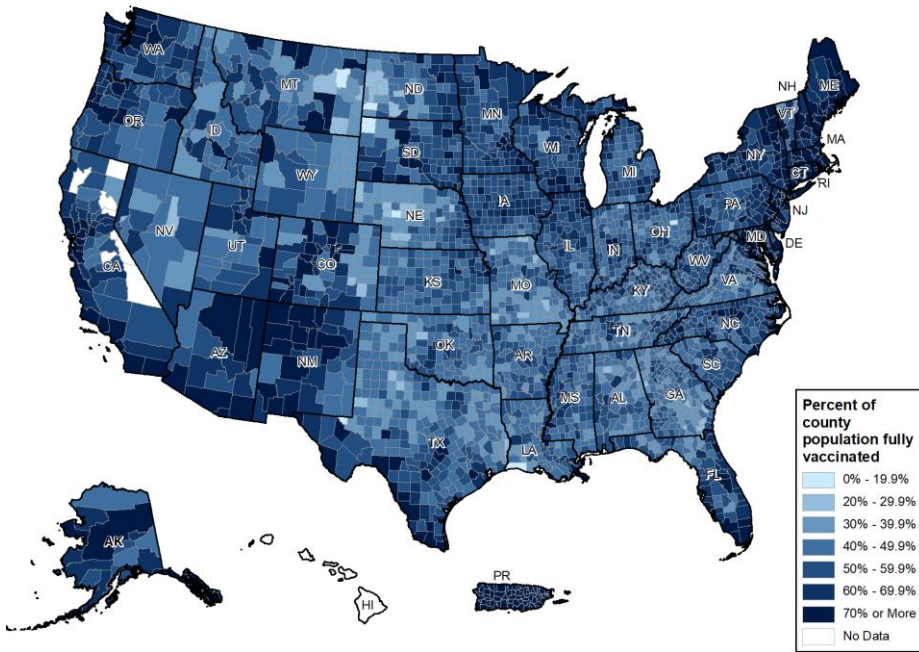 WA
MT
ND
MN
NH
VT
ME
OR
ID
SD
WI
MI
NY
MA
CT
RI
WY
NE
IA
PA
NJ
NV
UT
CO
IL
IN
OH
MD
DE
CA
KS
MO
WV
VA
KY
AZ
NM
OK
AR
TN
NC
SC
MS
AL
GA
TX
LA
FL
AK
HI
PR
Percent of
county
population fully
vaccinated
0% - 19.9%
20% - 29.9%
30% - 39.9%
40% - 49.9%
50% - 59.9%
60% - 69.9%
70% or More
No Data